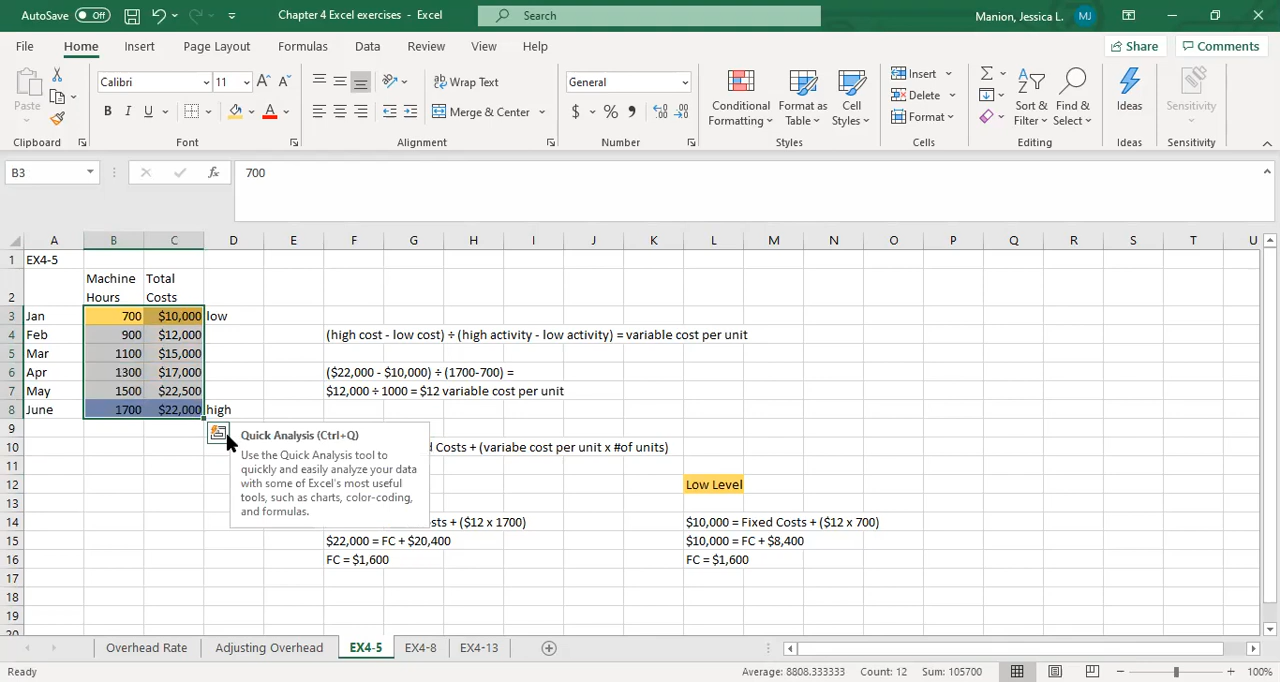 AutoSave Off Chapter 4 Excel exercises - Excel Search Manion, Jessica L. MJ
File Home Insert Page Layout Formulas Data Review View Help Share Comments
Paste Calibri 11 A A Wrap Text General Insert Σ
B I U A Merge & Center $ % , Conditional Formatting Format as Table Cell Styles Delete Format Sort & Filter Find & Select Ideas Sensitivity
Clipboard Font Alignment Number Styles Cells Editing Ideas Sensitivity
B3 fx 700
A B C D E F G H I J K L M N O P Q R S T U
1 EX4-5
Machine Total
2 Hours Costs
3 Jan 700 $10,000 low
4 Feb 900 $12,000 (high cost - low cost) ÷ (high activity - low activity) = variable cost per unit
5 Mar 1100 $15,000
6 Apr 1300 $17,000 ($22,000 - $10,000) ÷ (1700-700) =
7 May 1500 $22,500 $12,000 ÷ 1000 = $12 variable cost per unit
8 June 1700 $22,000 high
9
Quick Analysis (Ctrl+Q)
Use the Quick Analysis tool to
quickly and easily analyze your data
with some of Excel's most useful
tools, such as charts, color-coding,
and formulas.
10 d Costs + (variabe cost per unit x #of units)
11
12 Low Level
13
14 ts + ($12 x 1700) $10,000 = Fixed Costs + ($12 x 700)
15 $22,000 = FC + $20,400 $10,000 = FC + $8,400
16 FC = $1,600 FC = $1,600
17
18
19
20
Overhead Rate Adjusting Overhead EX4-5 EX4-8 EX4-13
Ready Average: 8808.333333 Count: 12 Sum: 105700 100%